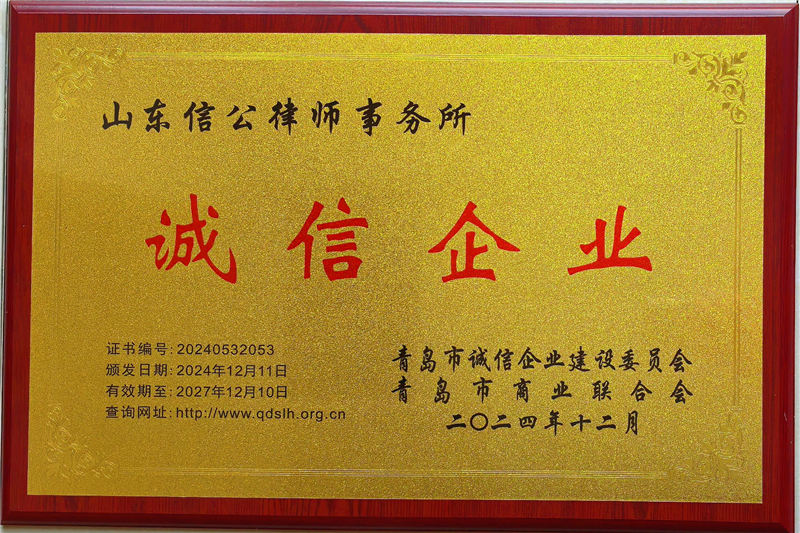 山东信公律师事务所
诚信企业
证书编号: 20240532053
颁发日期: 2024年12月11日
有效期至: 2027年12月10日
查询网址: http://www.qdslh.org.cn
青岛市诚信企业建设委员会
青岛市商业联合会
二〇二四年十二月